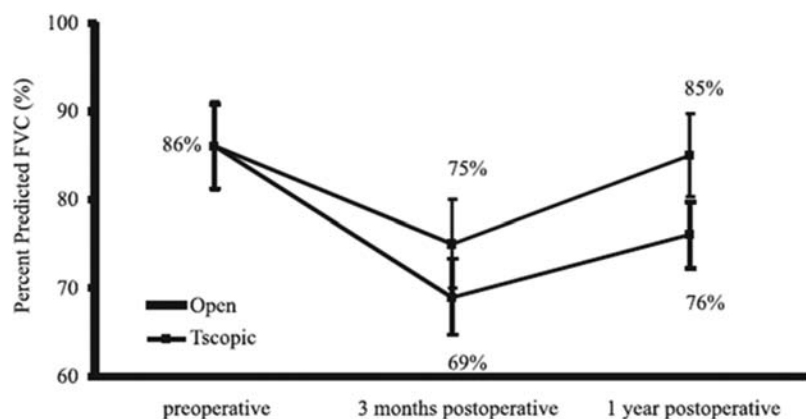 100
90
80
70
60
Percent Predicted FVC (%)
86%
75%
69%
85%
76%
Open
Tscopic
preoperative
3 months postoperative
1 year postoperative